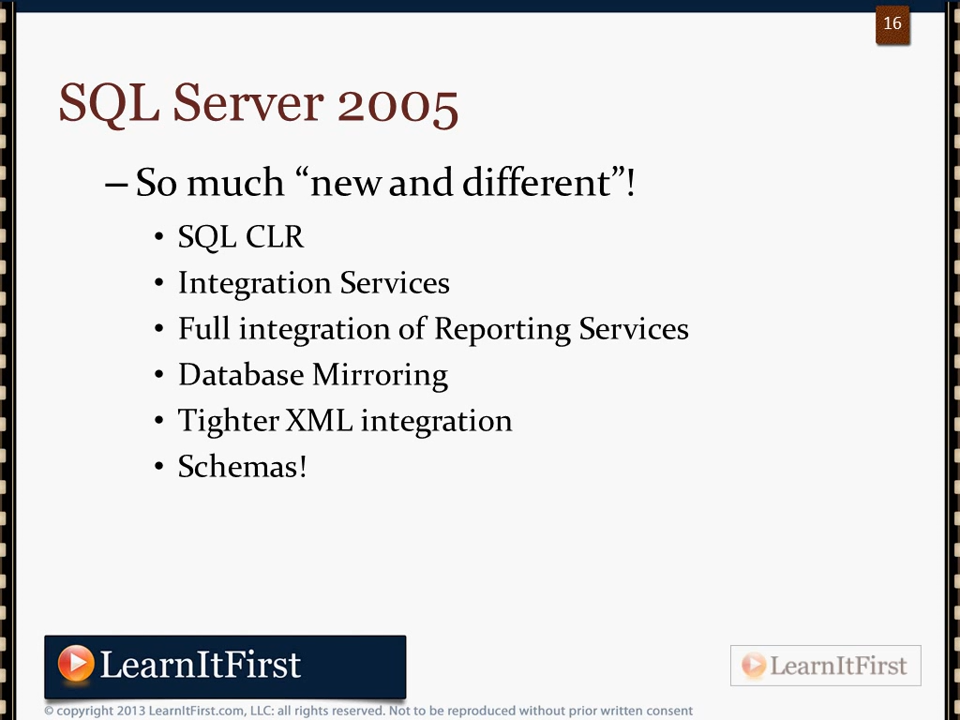 16
SQL Server 2005
– So much “new and different”!
• SQL CLR
• Integration Services
• Full integration of Reporting Services
• Database Mirroring
• Tighter XML integration
• Schemas!
LearnItFirst
LearnItFirst
© copyright 2013 LearnItFirst.com, LLC: all rights reserved. Not to be reproduced without prior written consent